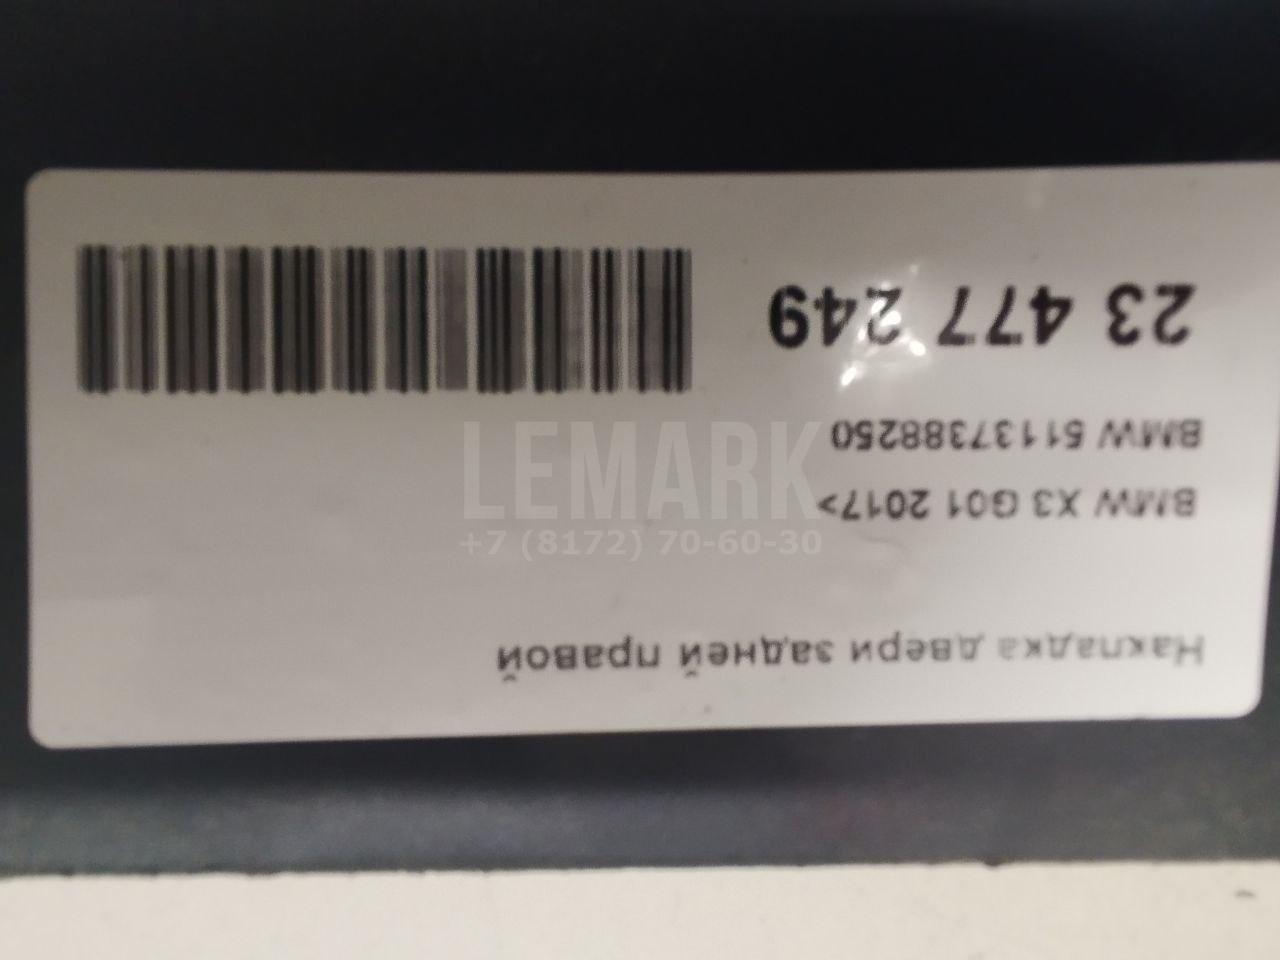 Накладка двери задней правой
BMW X3 G01 2017>
BMW 51137388250
23 477 249
LEMARK
+7 (8172) 70-60-30